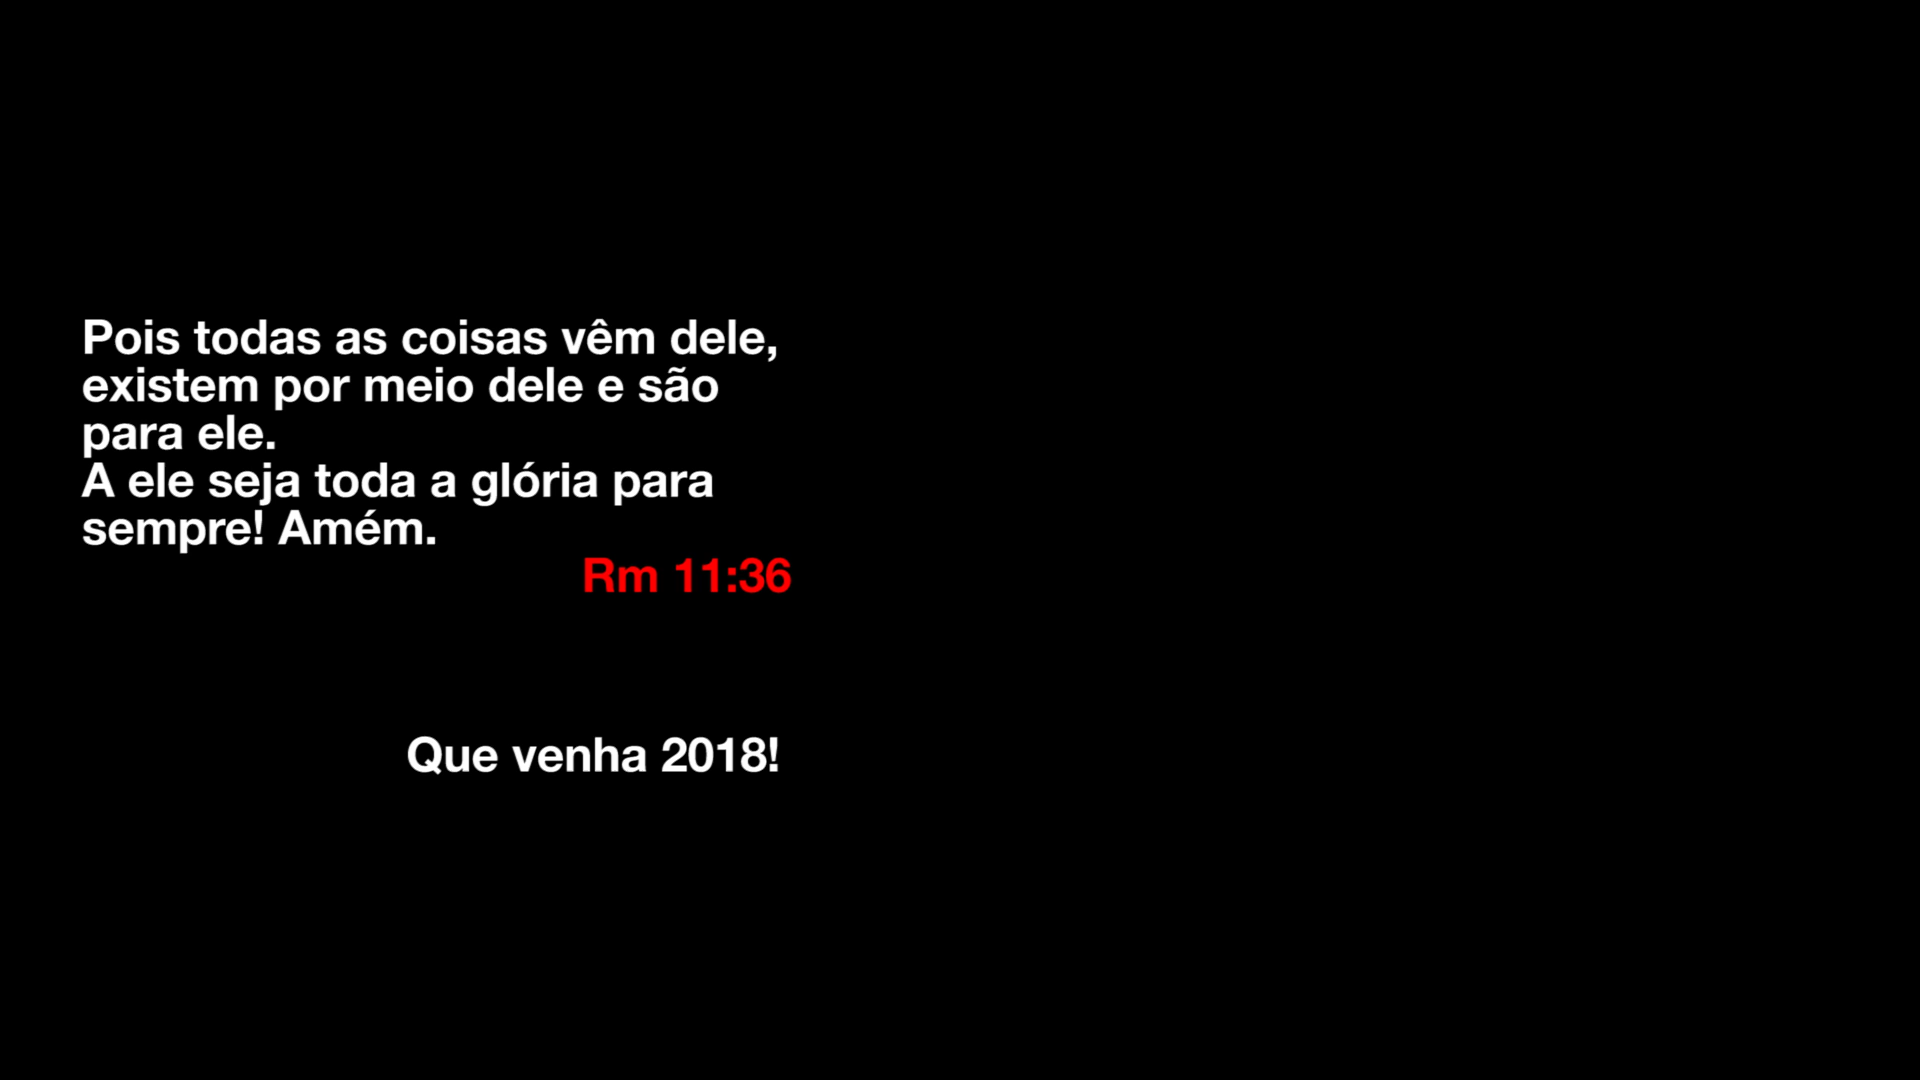 Pois todas as coisas vêm dele,
existem por meio dele e são
para ele.
A ele seja toda a glória para
sempre! Amém.
Rm 11:36
Que venha 2018!